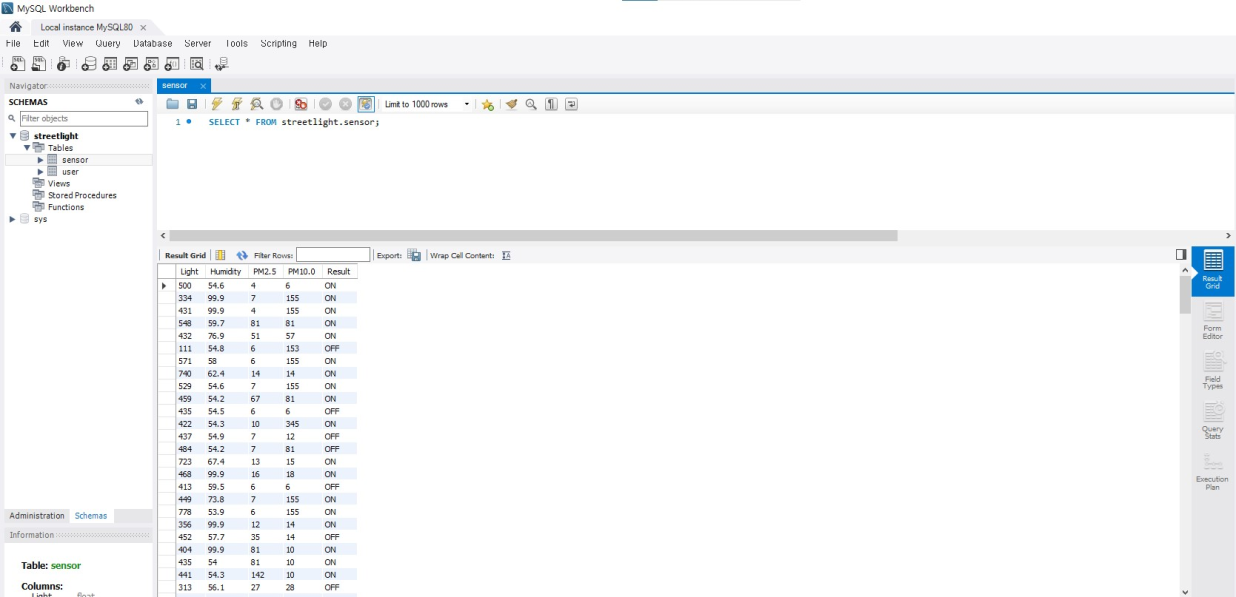 MySQL Workbench
Local instance MySQL80 ×
File Edit View Query Database Server Tools Scripting Help
Navigator
sensor ×
SCHEMAS
Limit to 1000 rows
Filter objects
1 SELECT * FROM streetlight.sensor;
streetlight
Tables
sensor
user
Views
Stored Procedures
Functions
sys
Result Grid Filter Rows: Export: Wrap Cell Content:
Light Humidity PM2.5 PM10.0 Result
500 54.6 4 6 ON
334 99.9 7 155 ON
431 99.9 4 155 ON
548 59.7 81 81 ON
432 76.9 51 57 ON
111 54.8 6 153 OFF
571 58 6 155 ON
740 62.4 14 14 ON
529 54.6 7 155 ON
459 54.2 67 81 ON
435 54.5 6 6 OFF
422 54.3 10 345 ON
437 54.9 7 12 OFF
484 54.2 7 81 OFF
723 67.4 13 15 ON
468 99.9 16 18 ON
413 59.5 6 6 OFF
449 73.8 7 155 ON
778 53.9 6 155 ON
356 99.9 12 14 ON
452 57.7 35 14 OFF
404 99.9 81 10 ON
435 54 81 10 ON
441 54.3 142 10 ON
313 56.1 27 28 OFF
Result
Grid
Form
Editor
Field
Types
Query
Stats
Execution
Plan
Administration Schemas
Information
Table: sensor
Columns:
Light float